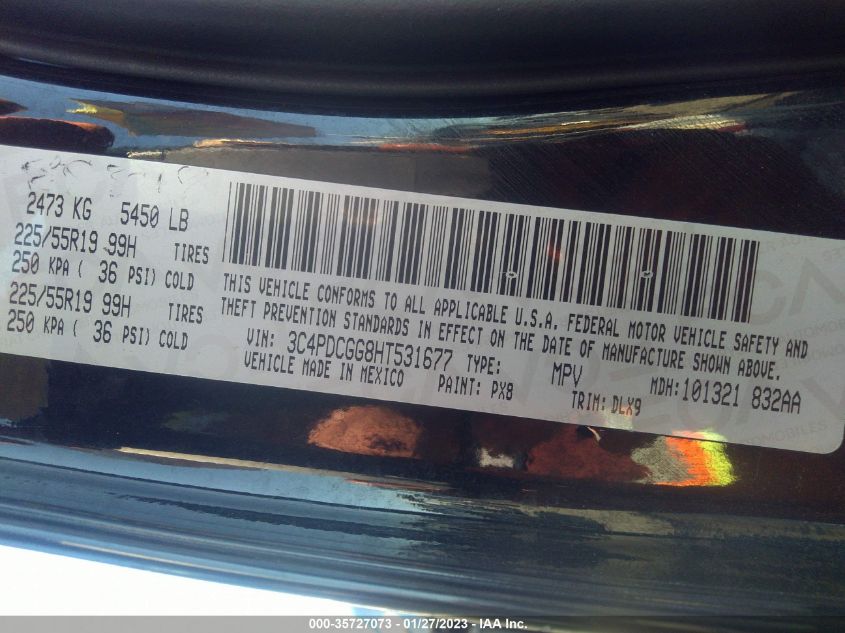 2473 KG 5450 LB
225/55R19 99H TIRES
250 KPA ( 36 PSI) COLD
225/55R19 99H TIRES
250 KPA ( 36 PSI) COLD
THIS VEHICLE CONFORMS TO ALL APPLICABLE U.S.A. FEDERAL MOTOR VEHICLE SAFETY AND
THEFT PREVENTION STANDARDS IN EFFECT ON THE DATE OF MANUFACTURE SHOWN ABOVE.
VIN: 3C4PDCGG8HT531677 TYPE: MPV MDH:101321 832AA
VEHICLE MADE IN MEXICO PAINT: PX8 TRIM: DLX9
000-35727073 - 01/27/2023 - IAA Inc.